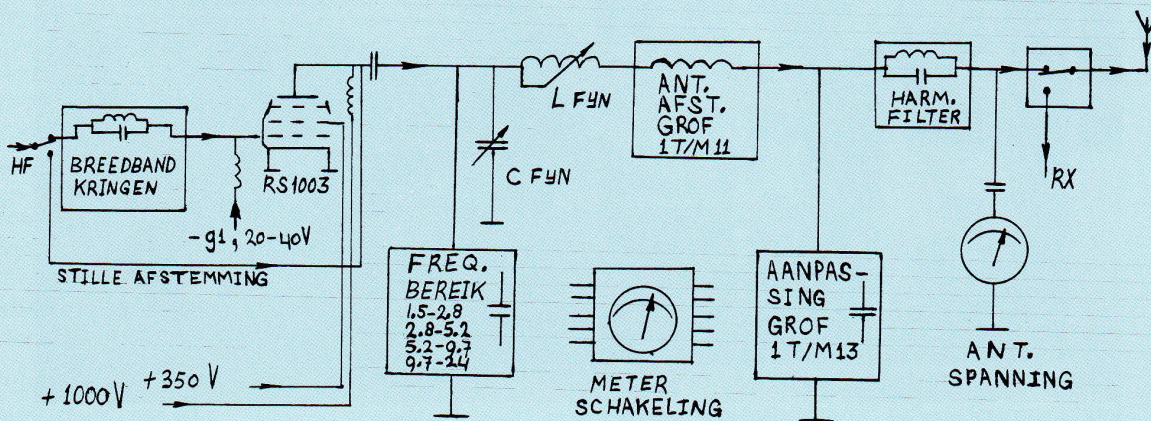 HF
BREEDBAND
KRINGEN
RS1003
-g1, 20-40V
STILLE AFSTEMMING
+350 V
+1000V
L FYN
C FYN
ANT.
AFST.
GROF
1T/M11
FREQ.
BEREIK
1.5-2.8
2.8-5.2
5.2-9.7
9.7-24
METER
SCHAKELING
AANPAS-
SING
GROF
1T/M13
HARM.
FILTER
RX
ANT.
SPANNING